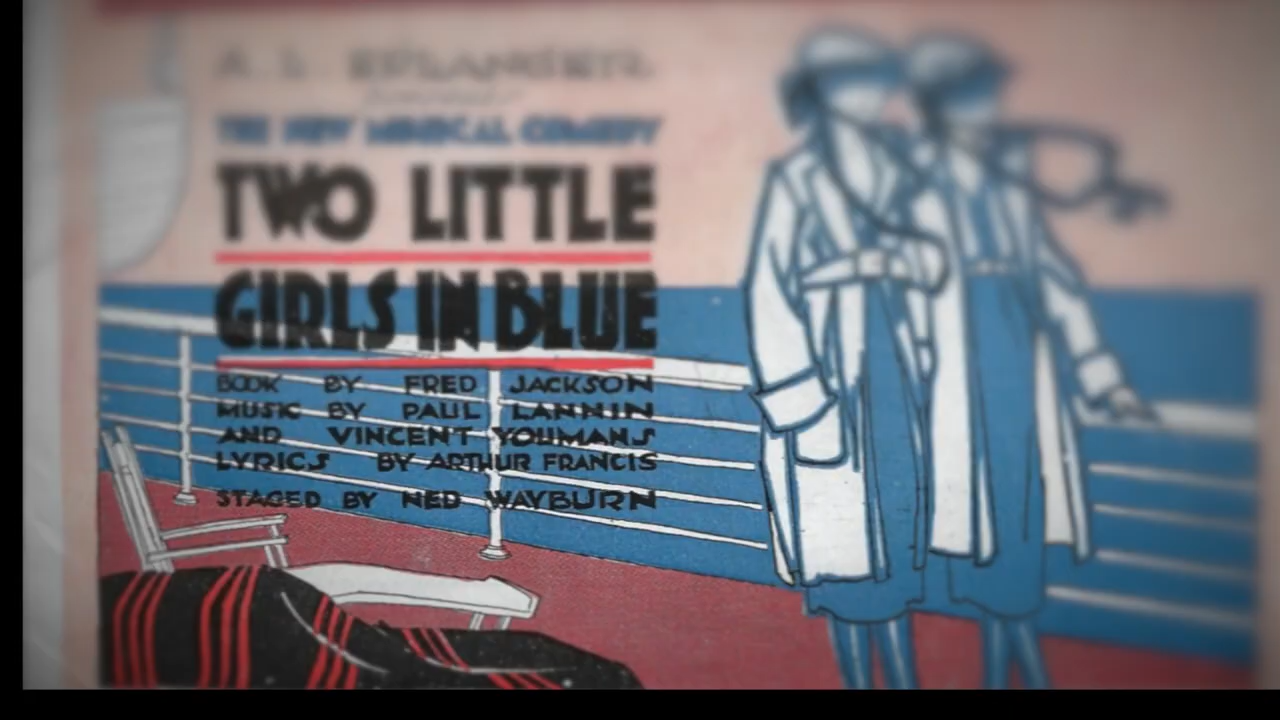 A. L. ERLANGER
THE NEW MUSICAL COMEDY
TWO LITTLE
GIRLS IN BLUE
BOOK BY FRED JACKSON
MUSIC BY PAUL LANNIN
AND VINCENT YOUMANS
LYRICS BY ARTHUR FRANCIS
STAGED BY NED WAYBURN